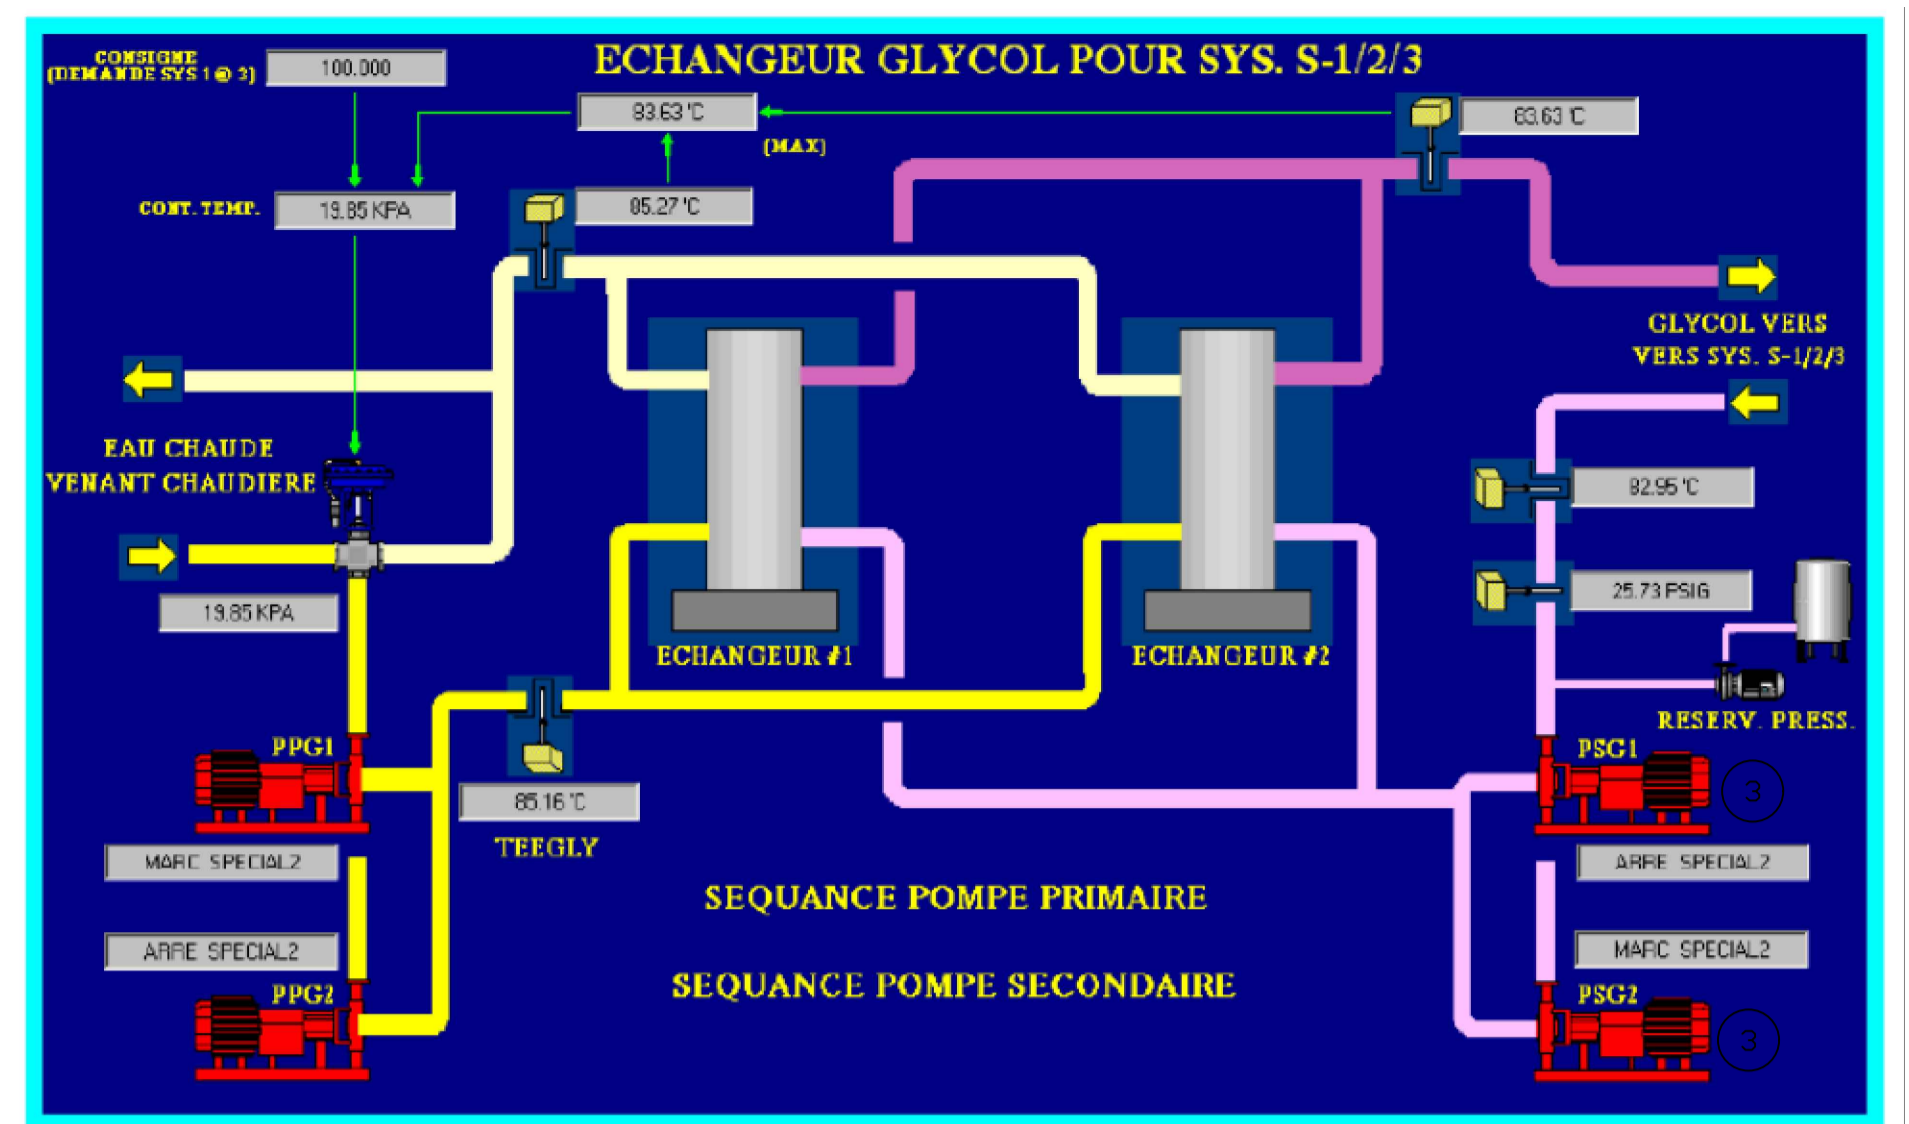 CONSIGNE
(DEMANDE SYS 1 @ 3)
100.000
ECHANGEUR GLYCOL POUR SYS. S-1/2/3
83.63 'C
(MAX)
83.63 'C
CONT. TEMP.
19.85 KPA
85.27 'C
GLYCOL VERS
VERS SYS. S-1/2/3
EAU CHAUDE
VENANT CHAUDIERE
82.95 'C
19.85 KPA
25.73 PSIG
ECHANGEUR #1
ECHANGEUR #2
RESERV. PRESS.
PPG1
PSG1
3
85.16 'C
TEEGLY
MARC SPECIAL2
ARRE SPECIAL2
SEQUANCE POMPE PRIMAIRE
ARRE SPECIAL2
MARC SPECIAL2
SEQUANCE POMPE SECONDAIRE
PPG2
PSG2
3